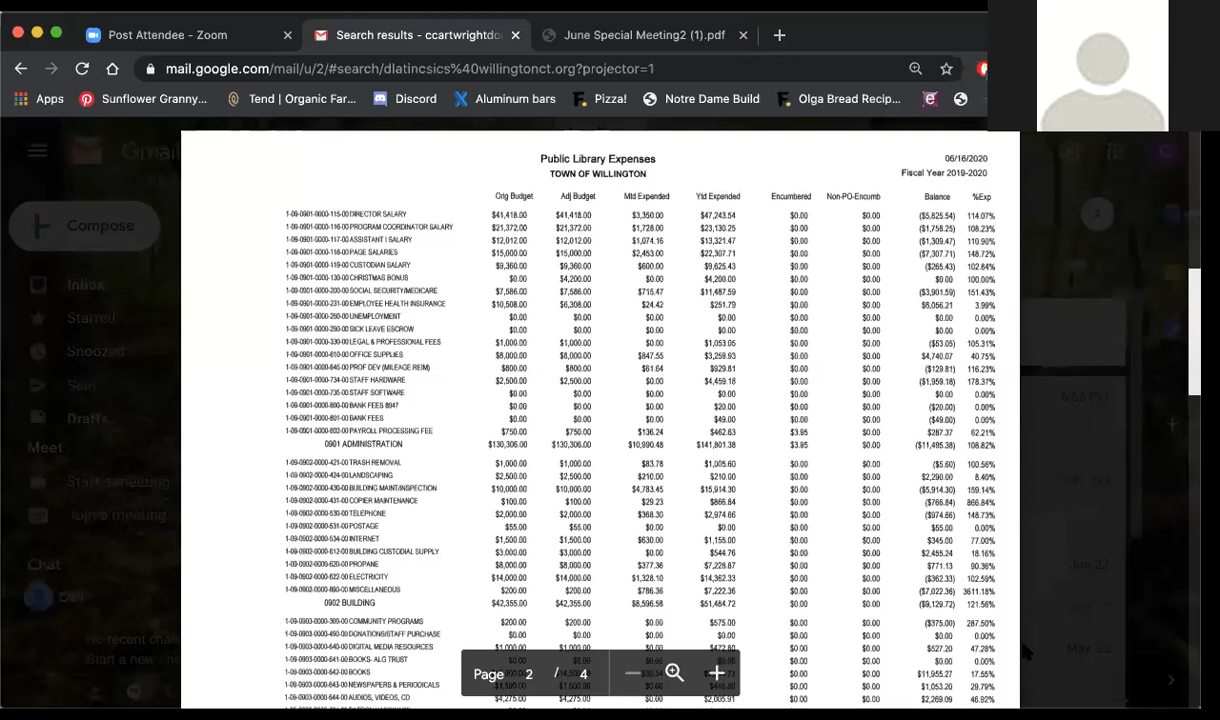 Post Attendee - Zoom × Search results - ccartwrightdo × June Special Meeting2 (1).pdf × +
mail.google.com/mail/u/2/#search/dlatincsics%40willingtonct.org?projector=1
Apps Sunflower Granny... Tend | Organic Far... Discord Aluminum bars Pizza! Notre Dame Build Olga Bread Recip...
Gmail
Compose
Inbox
Starred
Snoozed
Sent
Drafts
Meet
Start a meeting
Join a meeting
Chat
No recent chats
Start a new
Public Library Expenses 06/16/2020
TOWN OF WILLINGTON Fiscal Year 2019-2020
Orig Budget Adj Budget Mtd Expended Ytd Expended Encumbered Non-PO-Encumb Balance %Exp
1-09-0901-0000-115-00 DIRECTOR SALARY $41,418.00 $41,418.00 $3,350.00 $47,243.54 $0.00 $0.00 ($5,825.54) 114.07%
1-09-0901-0000-116-00 PROGRAM COORDINATOR SALARY $21,372.00 $21,372.00 $1,728.00 $23,130.25 $0.00 $0.00 ($1,758.25) 108.23%
1-09-0901-0000-117-00 ASSISTANT I SALARY $12,012.00 $12,012.00 $1,074.16 $13,321.47 $0.00 $0.00 ($1,309.47) 110.90%
1-09-0901-0000-118-00 PAGE SALARIES $15,000.00 $15,000.00 $2,453.00 $22,307.71 $0.00 $0.00 ($7,307.71) 148.72%
1-09-0901-0000-119-00 CUSTODIAN SALARY $9,360.00 $9,360.00 $600.00 $9,625.43 $0.00 $0.00 ($265.43) 102.84%
1-09-0901-0000-130-00 CHRISTMAS BONUS $0.00 $4,200.00 $0.00 $4,200.00 $0.00 $0.00 $0.00 100.00%
1-09-0901-0000-200-00 SOCIAL SECURITY/MEDICARE $7,586.00 $7,586.00 $715.47 $11,487.59 $0.00 $0.00 ($3,901.59) 151.43%
1-09-0901-0000-231-00 EMPLOYEE HEALTH INSURANCE $10,508.00 $6,308.00 $24.42 $251.79 $0.00 $0.00 $6,056.21 3.99%
1-09-0901-0000-250-00 UNEMPLOYMENT $0.00 $0.00 $0.00 $0.00 $0.00 $0.00 $0.00 0.00%
1-09-0901-0000-290-00 SICK LEAVE ESCROW $0.00 $0.00 $0.00 $0.00 $0.00 $0.00 $0.00 0.00%
1-09-0901-0000-330-00 LEGAL & PROFESSIONAL FEES $1,000.00 $1,000.00 $0.00 $1,053.05 $0.00 $0.00 ($53.05) 105.31%
1-09-0901-0000-610-00 OFFICE SUPPLIES $8,000.00 $8,000.00 $847.55 $3,259.93 $0.00 $0.00 $4,740.07 40.75%
1-09-0901-0000-645-00 PROF DEV (MILEAGE REIM) $800.00 $800.00 $61.64 $929.81 $0.00 $0.00 ($129.81) 116.23%
1-09-0901-0000-734-00 STAFF HARDWARE $2,500.00 $2,500.00 $0.00 $4,459.18 $0.00 $0.00 ($1,959.18) 178.37%
1-09-0901-0000-735-00 STAFF SOFTWARE $0.00 $0.00 $0.00 $0.00 $0.00 $0.00 $0.00 0.00%
1-09-0901-0000-800-00 BANK FEES 8947 $0.00 $0.00 $0.00 $20.00 $0.00 $0.00 ($20.00) 0.00%
1-09-0901-0000-801-00 BANK FEES $0.00 $0.00 $0.00 $49.00 $0.00 $0.00 ($49.00) 0.00%
1-09-0901-0000-802-00 PAYROLL PROCESSING FEE $750.00 $750.00 $136.24 $462.63 $3.95 $0.00 $287.37 62.21%
0901 ADMINISTRATION $130,306.00 $130,306.00 $10,990.48 $141,801.38 $3.95 $0.00 ($11,495.38) 108.82%
1-09-0902-0000-421-00 TRASH REMOVAL $1,000.00 $1,000.00 $83.78 $1,005.60 $0.00 $0.00 ($5.60) 100.56%
1-09-0902-0000-424-00 LANDSCAPING $2,500.00 $2,500.00 $210.00 $210.00 $0.00 $0.00 $2,290.00 8.40%
1-09-0902-0000-430-00 BUILDING MAINT/INSPECTION $10,000.00 $10,000.00 $4,783.45 $15,914.30 $0.00 $0.00 ($5,914.30) 159.14%
1-09-0902-0000-431-00 COPIER MAINTENANCE $100.00 $100.00 $29.23 $866.84 $0.00 $0.00 ($766.84) 866.84%
1-09-0902-0000-530-00 TELEPHONE $2,000.00 $2,000.00 $368.30 $2,974.66 $0.00 $0.00 ($974.66) 148.73%
1-09-0902-0000-531-00 POSTAGE $55.00 $55.00 $0.00 $0.00 $0.00 $0.00 $55.00 0.00%
1-09-0902-0000-534-00 INTERNET $1,500.00 $1,500.00 $630.00 $1,155.00 $0.00 $0.00 $345.00 77.00%
1-09-0902-0000-612-00 BUILDING CUSTODIAL SUPPLY $3,000.00 $3,000.00 $0.00 $544.76 $0.00 $0.00 $2,455.24 18.16%
1-09-0902-0000-620-00 PROPANE $8,000.00 $8,000.00 $377.36 $7,228.87 $0.00 $0.00 $771.13 90.36%
1-09-0902-0000-622-00 ELECTRICITY $14,000.00 $14,000.00 $1,328.10 $14,362.33 $0.00 $0.00 ($362.33) 102.59%
1-09-0902-0000-890-00 MISCELLANEOUS $200.00 $200.00 $786.36 $7,222.36 $0.00 $0.00 ($7,022.36) 3611.18%
0902 BUILDING $42,355.00 $42,355.00 $8,596.58 $51,484.72 $0.00 $0.00 ($9,129.72) 121.56%
1-09-0903-0000-309-00 COMMUNITY PROGRAMS $200.00 $200.00 $0.00 $575.00 $0.00 $0.00 ($375.00) 287.50%
1-09-0903-0000-490-00 DONATIONS/STAFF PURCHASE $0.00 $0.00 $0.00 $0.00 $0.00 $0.00 $0.00 0.00%
1-09-0903-0000-640-00 DIGITAL MEDIA RESOURCES $1,000.00 $1,000.00 $0.00 $472.80 $0.00 $0.00 $527.20 47.28%
1-09-0903-0000-641-00 BOOKS- ALG TRUST $0.00 $0.00 0.00%
1-09-0903-0000-642-00 BOOKS $0.00 $11,955.27 17.55%
1-09-0903-0000-643-00 NEWSPAPERS & PERIODICALS $0.00 $1,053.20 29.79%
1-09-0903-0000-644-00 AUDIOS, VIDEOS, CD $4,275.00 $4,275.00 $0.00 $2,005.91 $0.00 $0.00 $2,269.09 46.92%
Page 2 / 4
Jun 22